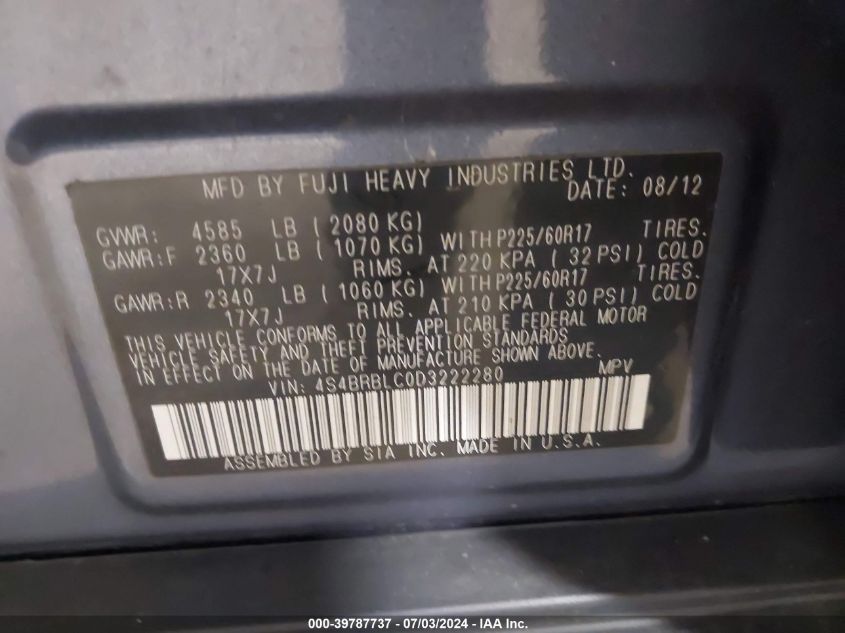 MFD BY FUJI HEAVY INDUSTRIES LTD.
DATE: 08/12
GVWR: 4585 LB ( 2080 KG)
GAWR:F 2360 LB ( 1070 KG) WITH P225/60R17 TIRES.
17X7J RIMS. AT 220 KPA ( 32 PSI) COLD
GAWR:R 2340 LB ( 1060 KG) WITH P225/60R17 TIRES.
17X7J RIMS. AT 210 KPA ( 30 PSI) COLD
THIS VEHICLE CONFORMS TO ALL APPLICABLE FEDERAL MOTOR
VEHICLE SAFETY AND THEFT PREVENTION STANDARDS
IN EFFECT ON THE DATE OF MANUFACTURE SHOWN ABOVE.
VIN: 4S4BRBLC0D3222280 MPV
ASSEMBLED BY SIA INC. MADE IN U.S.A.
000-39787737 - 07/03/2024 - IAA Inc.